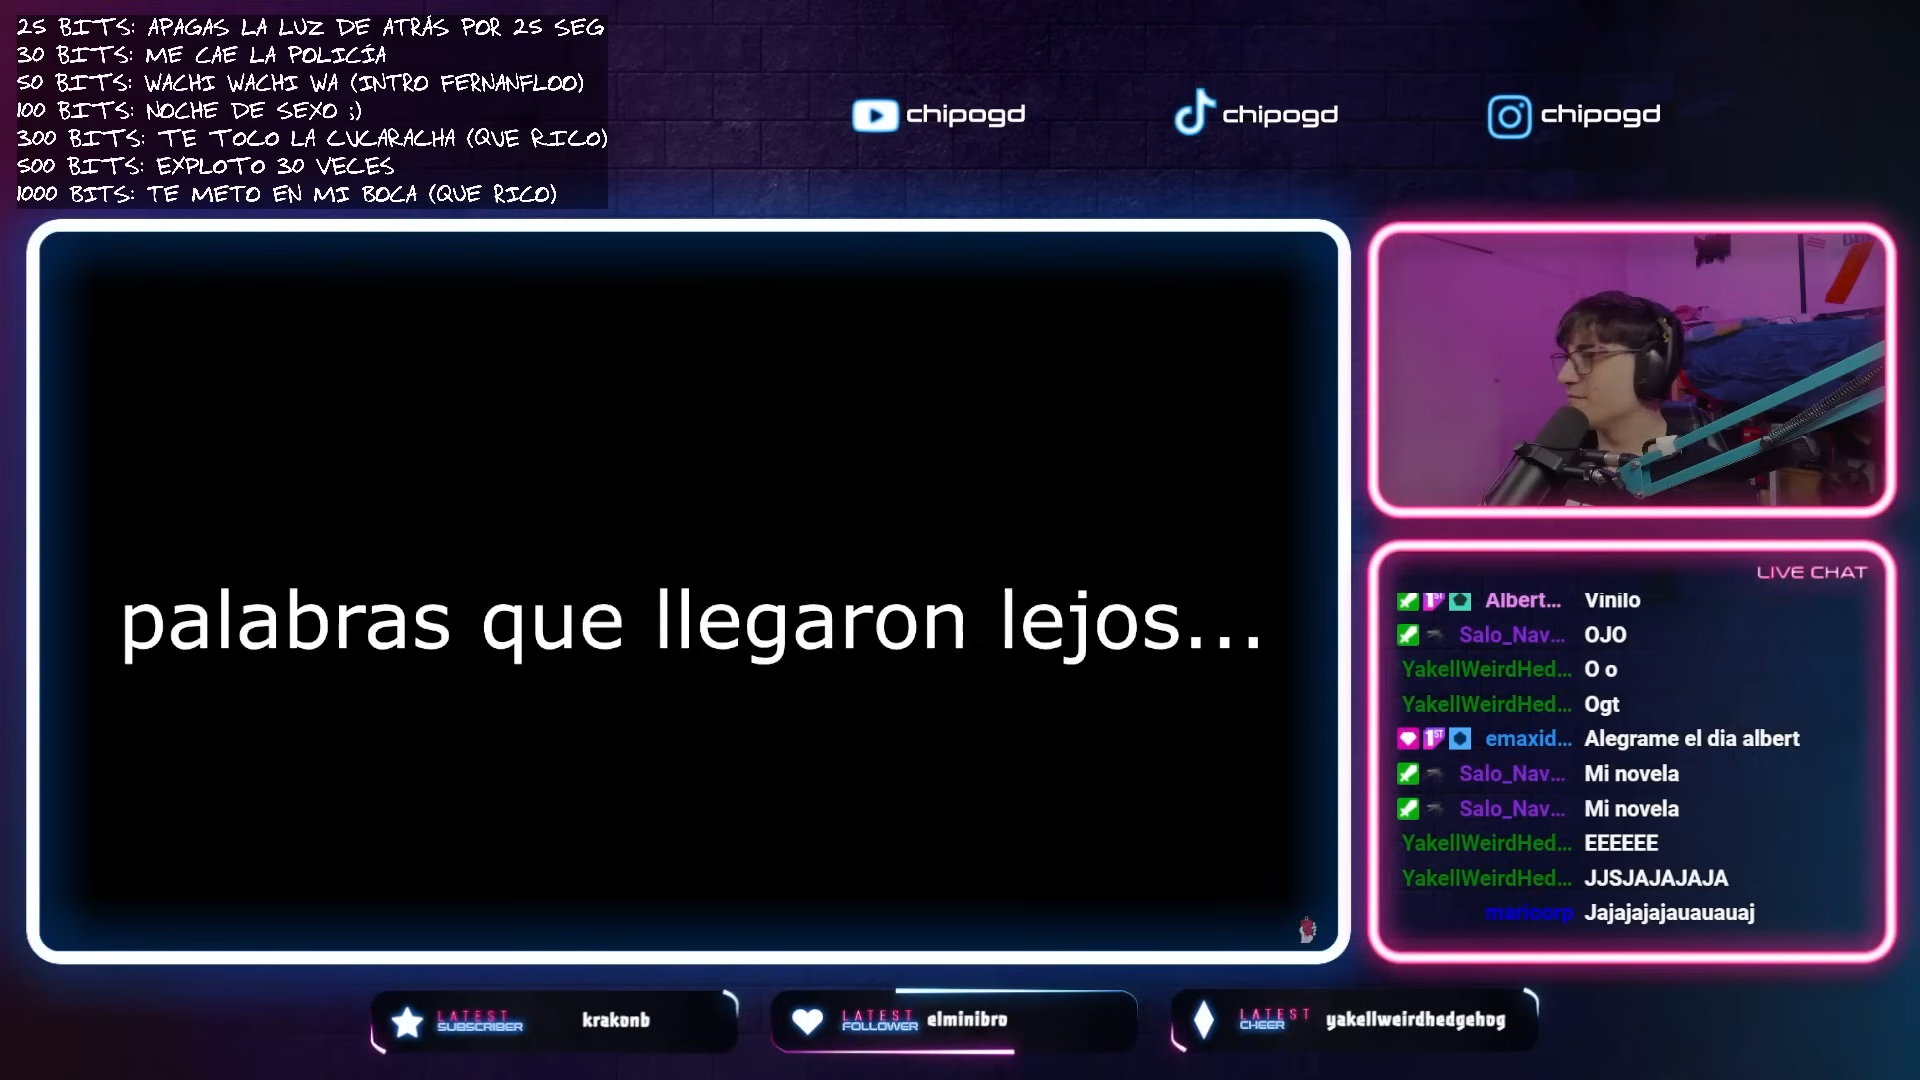 25 BITS: APAGAS LA LUZ DE ATRÁS POR 25 SEG
30 BITS: ME CAE LA POLICÍA
50 BITS: WACHI WACHI WA (INTRO FERNANFLOO)
100 BITS: NOCHE DE SEXO ;)
300 BITS: TE TOCO LA CUCARACHA (QUE RICO)
500 BITS: EXPLOTO 30 VECES
1000 BITS: TE METO EN MI BOCA (QUE RICO)
chipogd
chipogd
chipogd
palabras que llegaron lejos...
LIVE CHAT
Albert... Vinilo
Salo_Nav... OJO
YakellWeirdHed... O o
YakellWeirdHed... Ogt
emaxid... Alegrame el dia albert
Salo_Nav... Mi novela
Salo_Nav... Mi novela
YakellWeirdHed... EEEEEE
YakellWeirdHed... JJSJAJAJAJA
marioorp Jajajajajauauauaj
LATEST SUBSCRIBER krakonb
LATEST FOLLOWER elminibro
LATEST CHEER yakellweirdhedgehog